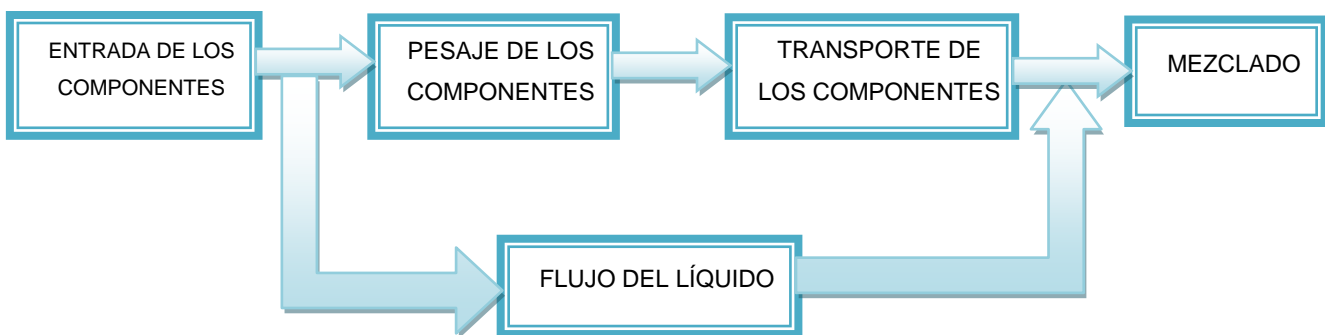 ENTRADA DE LOS
COMPONENTES
PESAJE DE LOS
COMPONENTES
TRANSPORTE DE
LOS COMPONENTES
MEZCLADO
FLUJO DEL LÍQUIDO